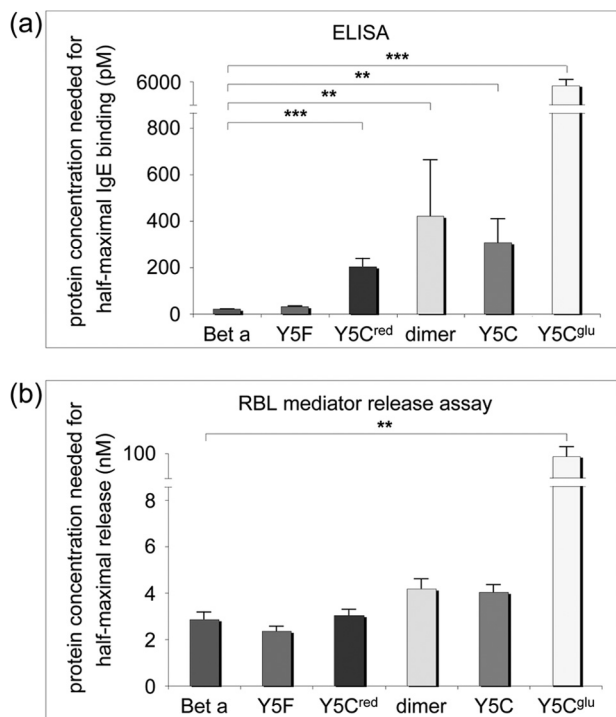 (a)
ELISA
protein concentration needed for
half-maximal IgE binding (pM)
***
**
**
***
6000
800
600
400
200
0
Bet a Y5F Y5Cred dimer Y5C Y5Cglu
(b)
RBL mediator release assay
protein concentration needed for
half-maximal release (nM)
**
100
8
6
4
2
0
Bet a Y5F Y5Cred dimer Y5C Y5Cglu